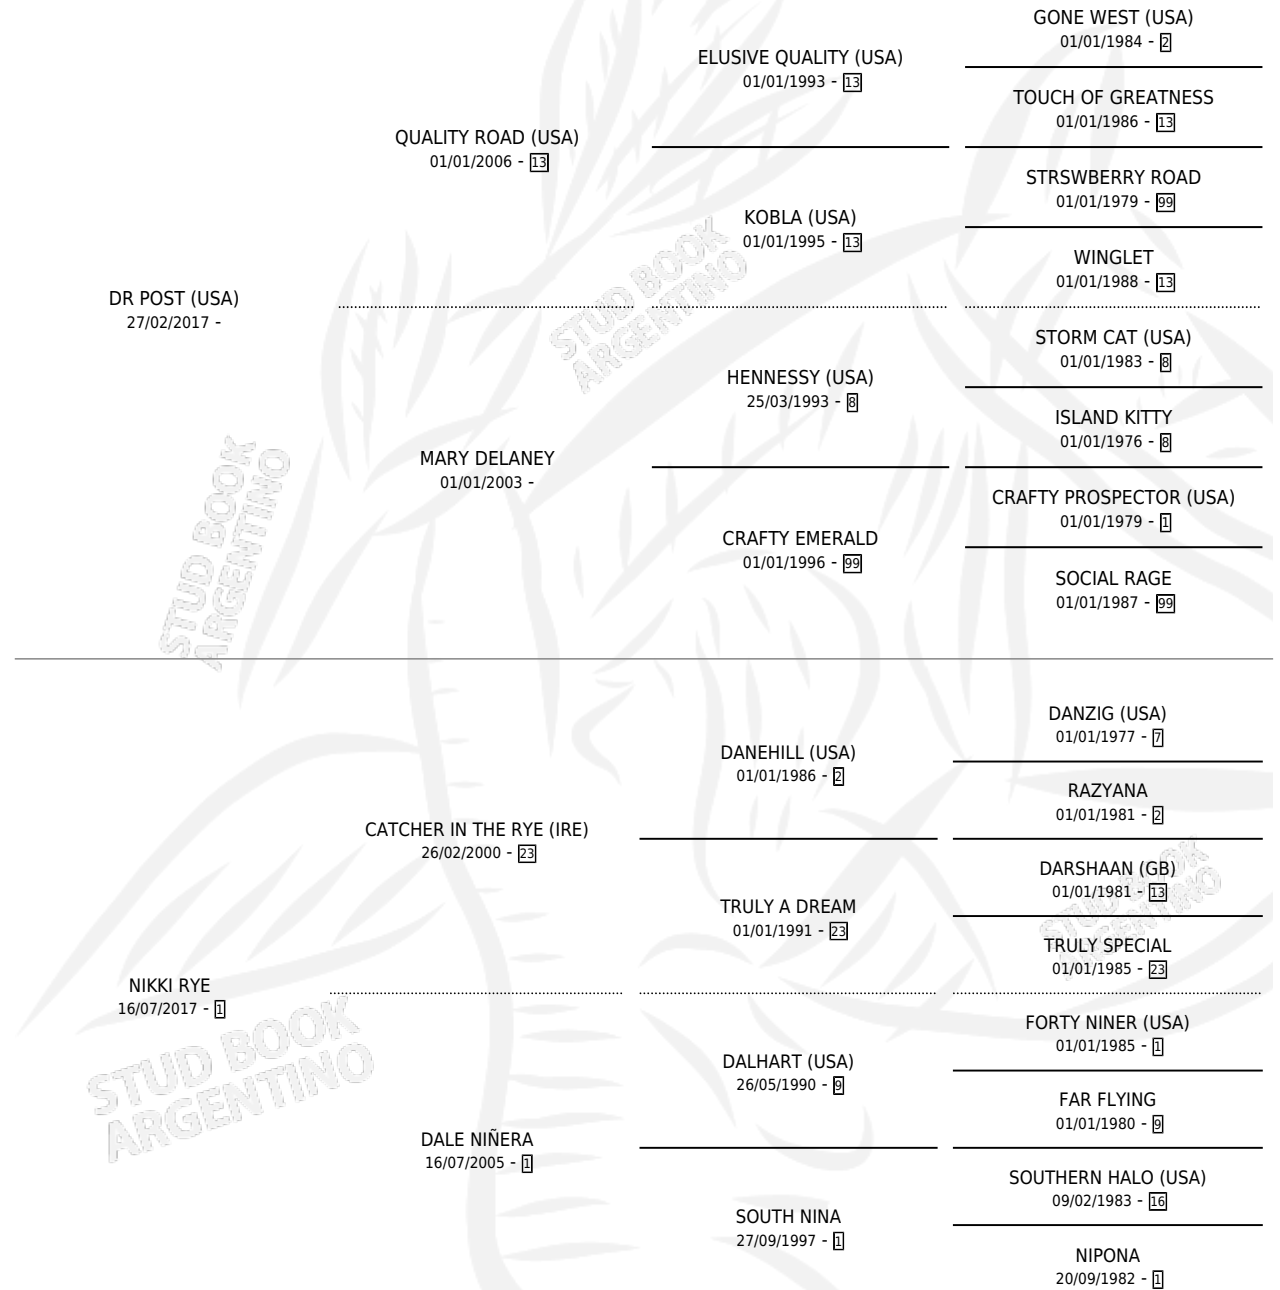 GONE WEST (USA)
01/01/1984 - 2
ELUSIVE QUALITY (USA)
01/01/1993 - 13
TOUCH OF GREATNESS
01/01/1986 - 13
QUALITY ROAD (USA)
01/01/2006 - 13
STRSWBERRY ROAD
01/01/1979 - 99
KOBLA (USA)
01/01/1995 - 13
WINGLET
01/01/1988 - 13
DR POST (USA)
27/02/2017 -
STORM CAT (USA)
01/01/1983 - 8
HENNESSY (USA)
25/03/1993 - 8
ISLAND KITTY
01/01/1976 - 8
MARY DELANEY
01/01/2003 -
CRAFTY PROSPECTOR (USA)
01/01/1979 - 1
CRAFTY EMERALD
01/01/1996 - 99
SOCIAL RAGE
01/01/1987 - 99
DANZIG (USA)
01/01/1977 - 7
DANEHILL (USA)
01/01/1986 - 2
RAZYANA
01/01/1981 - 2
CATCHER IN THE RYE (IRE)
26/02/2000 - 23
DARSHAAN (GB)
01/01/1981 - 13
TRULY A DREAM
01/01/1991 - 23
TRULY SPECIAL
01/01/1985 - 23
NIKKI RYE
16/07/2017 - 1
FORTY NINER (USA)
01/01/1985 - 1
DALHART (USA)
26/05/1990 - 9
FAR FLYING
01/01/1980 - 9
DALE NIÑERA
16/07/2005 - 1
SOUTHERN HALO (USA)
09/02/1983 - 16
SOUTH NINA
27/09/1997 - 1
NIPONA
20/09/1982 - 1
STUD BOOK
ARGENTINO
STUD BOOK
ARGENTINO
STUD BOOK
ARGENTINO
STUD BOOK
ARGENTINO